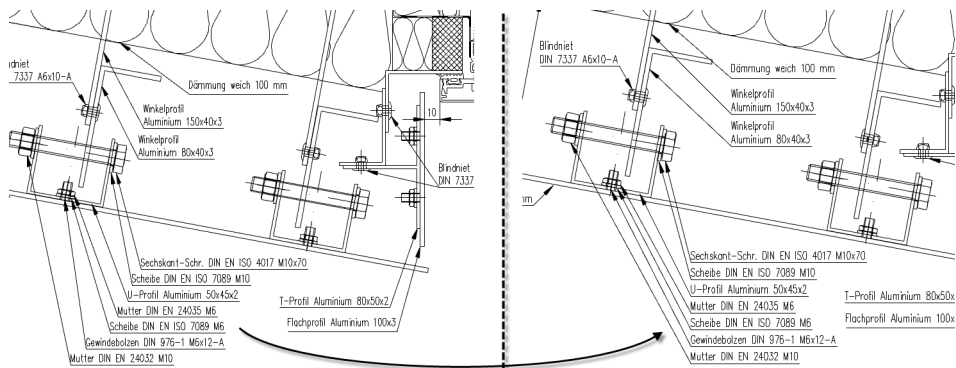 7337 A6x10-A
Dämmung weich 100 mm
Winkelprofil
Aluminium 150x40x3
Winkelprofil
Aluminium 80x40x3
10
Blindniet
DIN 7337
Sechskant-Schr. DIN EN ISO 4017 M10x70
Scheibe DIN EN ISO 7089 M10
U-Profil Aluminium 50x45x2
Mutter DIN EN 24035 M6
Scheibe DIN EN ISO 7089 M6
Gewindebolzen DIN 976-1 M6x12-A
Mutter DIN EN 24032 M10
T-Profil Aluminium 80x50x2
Flachprofil Aluminium 100x3
Blindniet
DIN 7337 A6x10-A
Dämmung weich 100 mm
Winkelprofil
Aluminium 150x40x3
Winkelprofil
Aluminium 80x40x3
Sechskant-Schr. DIN EN ISO 4017 M10x70
Scheibe DIN EN ISO 7089 M10
U-Profil Aluminium 50x45x2
Mutter DIN EN 24035 M6
Scheibe DIN EN ISO 7089 M6
Gewindebolzen DIN 976-1 M6x12-A
Mutter DIN EN 24032 M10
T-Profil Aluminium 80x50x
Flachprofil Aluminium 100x